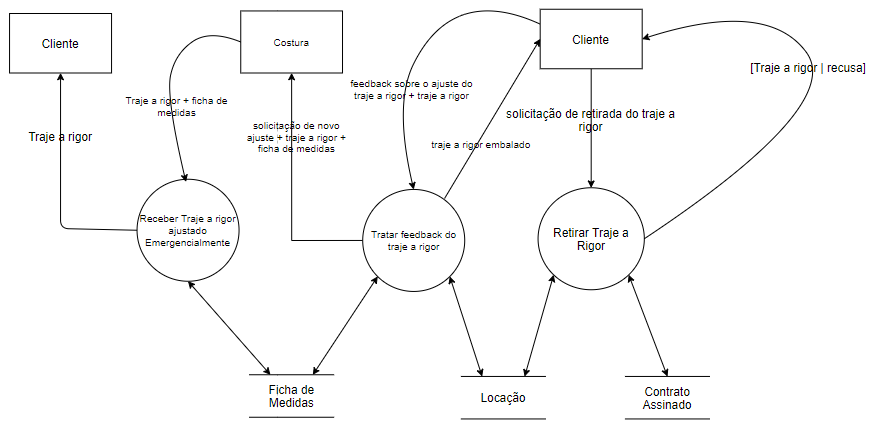 Cliente
Costura
Cliente
[Traje a rigor | recusa]
feedback sobre o ajuste do
traje a rigor + traje a rigor
Traje a rigor + ficha de
medidas
solicitação de retirada do traje a
rigor
Traje a rigor
solicitação de novo
ajuste + traje a rigor +
ficha de medidas
traje a rigor embalado
Receber Traje a rigor
ajustado
Emergencialmente
Tratar feedback do
traje a rigor
Retirar Traje a
Rigor
Ficha de
Medidas
Locação
Contrato
Assinado